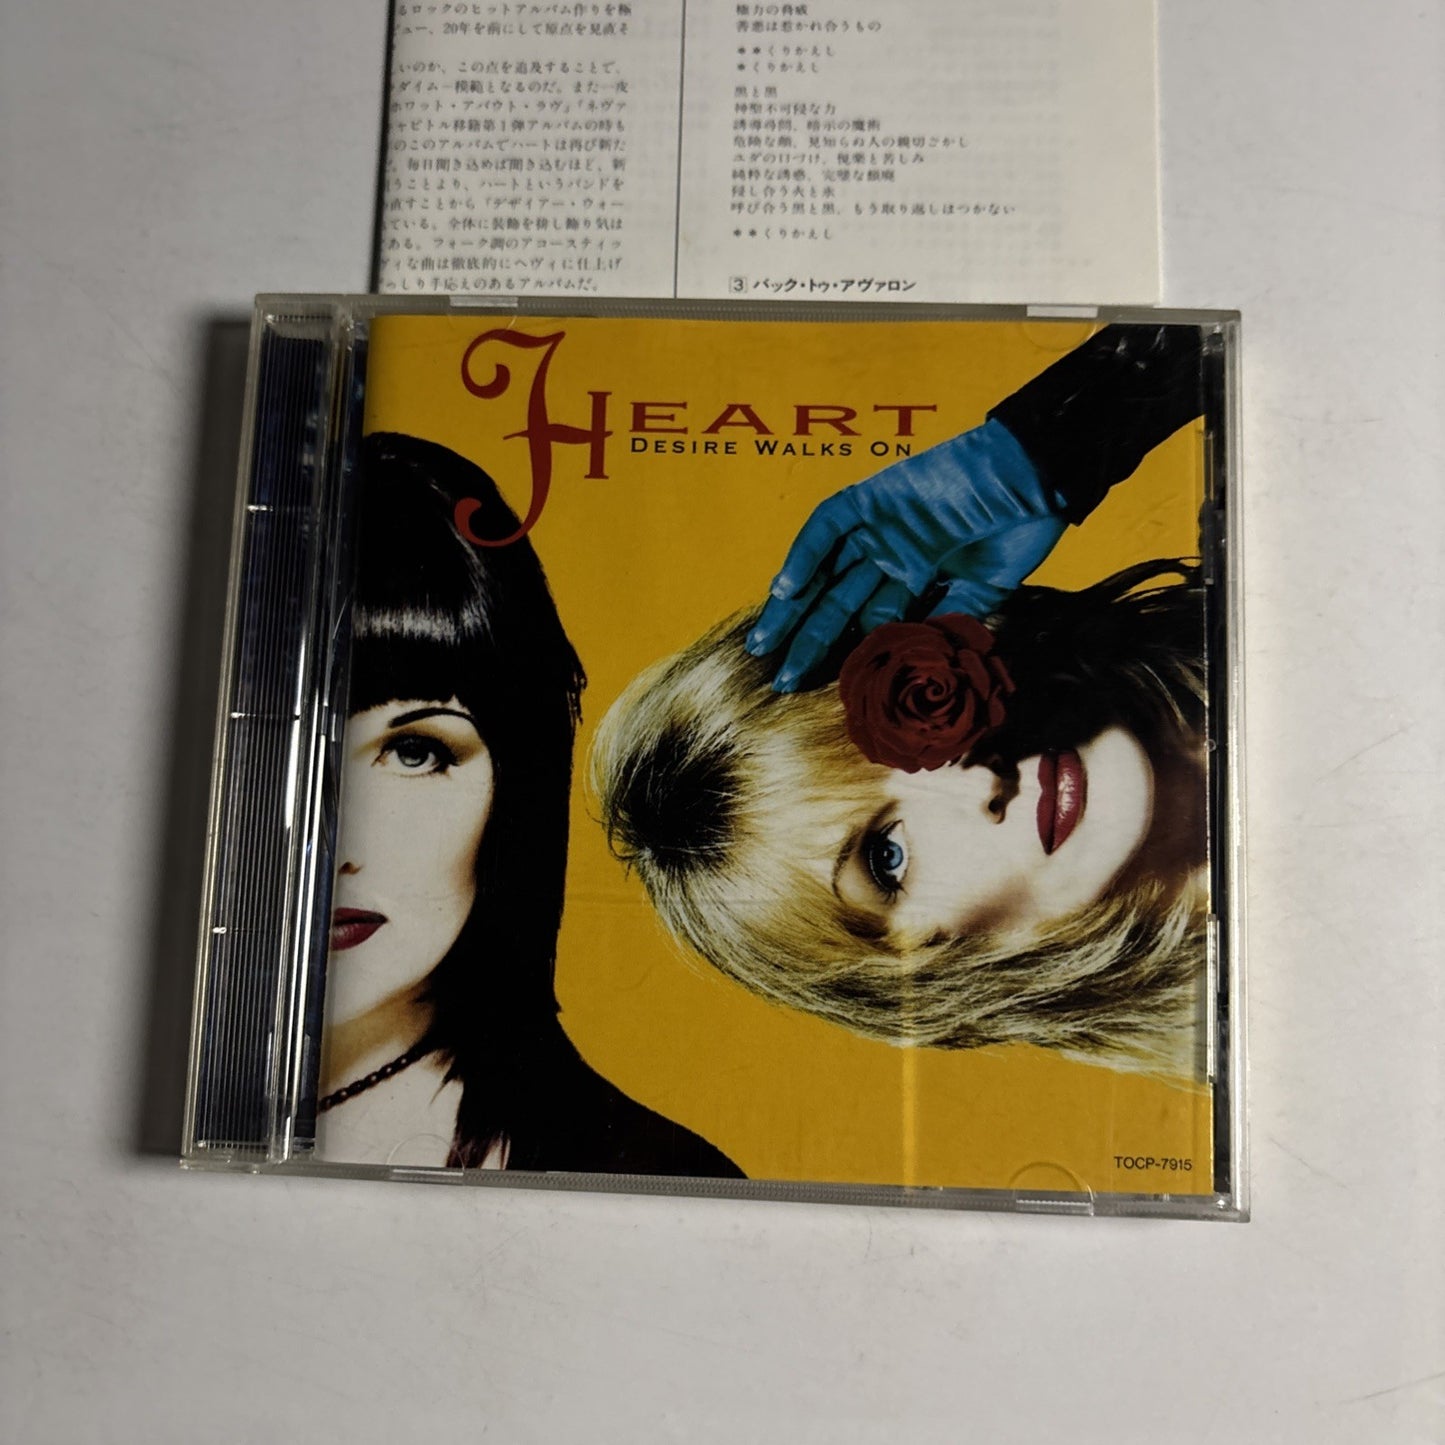 るロックのヒットアルバム作りを極
ビュー、20年を前にして原点を見直そ
いのか、この点を追及することで、
ダイム一模範となるのだ。また一夜
ホワット・アバウト・ラヴ」「ネヴァ
ャピトル移籍第1弾アルバムの時も
このアルバムでハートは再び新た
。毎日聞き込めば聞き込むほど、新
うことより、ハートというバンドを
直すことから「デザイアー・ウォー
ている。全体に装飾を排し飾り気は
ある。フォーク調のアコースティッ
ヴィな曲は徹底的にヘヴィに仕上げ
っしり手応えのあるアルバムだ。
極力の脅威
善悪は惹かれ合うもの
＊＊くりかえし
＊くりかえし
黒と黒
神聖不可侵な力
誘導尋問、暗示の魔術
危険な顔、見知らぬ人の親切ごかし
ユダの口づけ、悦楽と苦しみ
純粋な誘惑、完璧な頽廃
侵し合う火と氷
呼び合う黒と黒、もう取り返しはつかない
＊＊くりかえし
3 バック・トゥ・アヴァロン
HEART
DESIRE WALKS ON
TOCP-7915